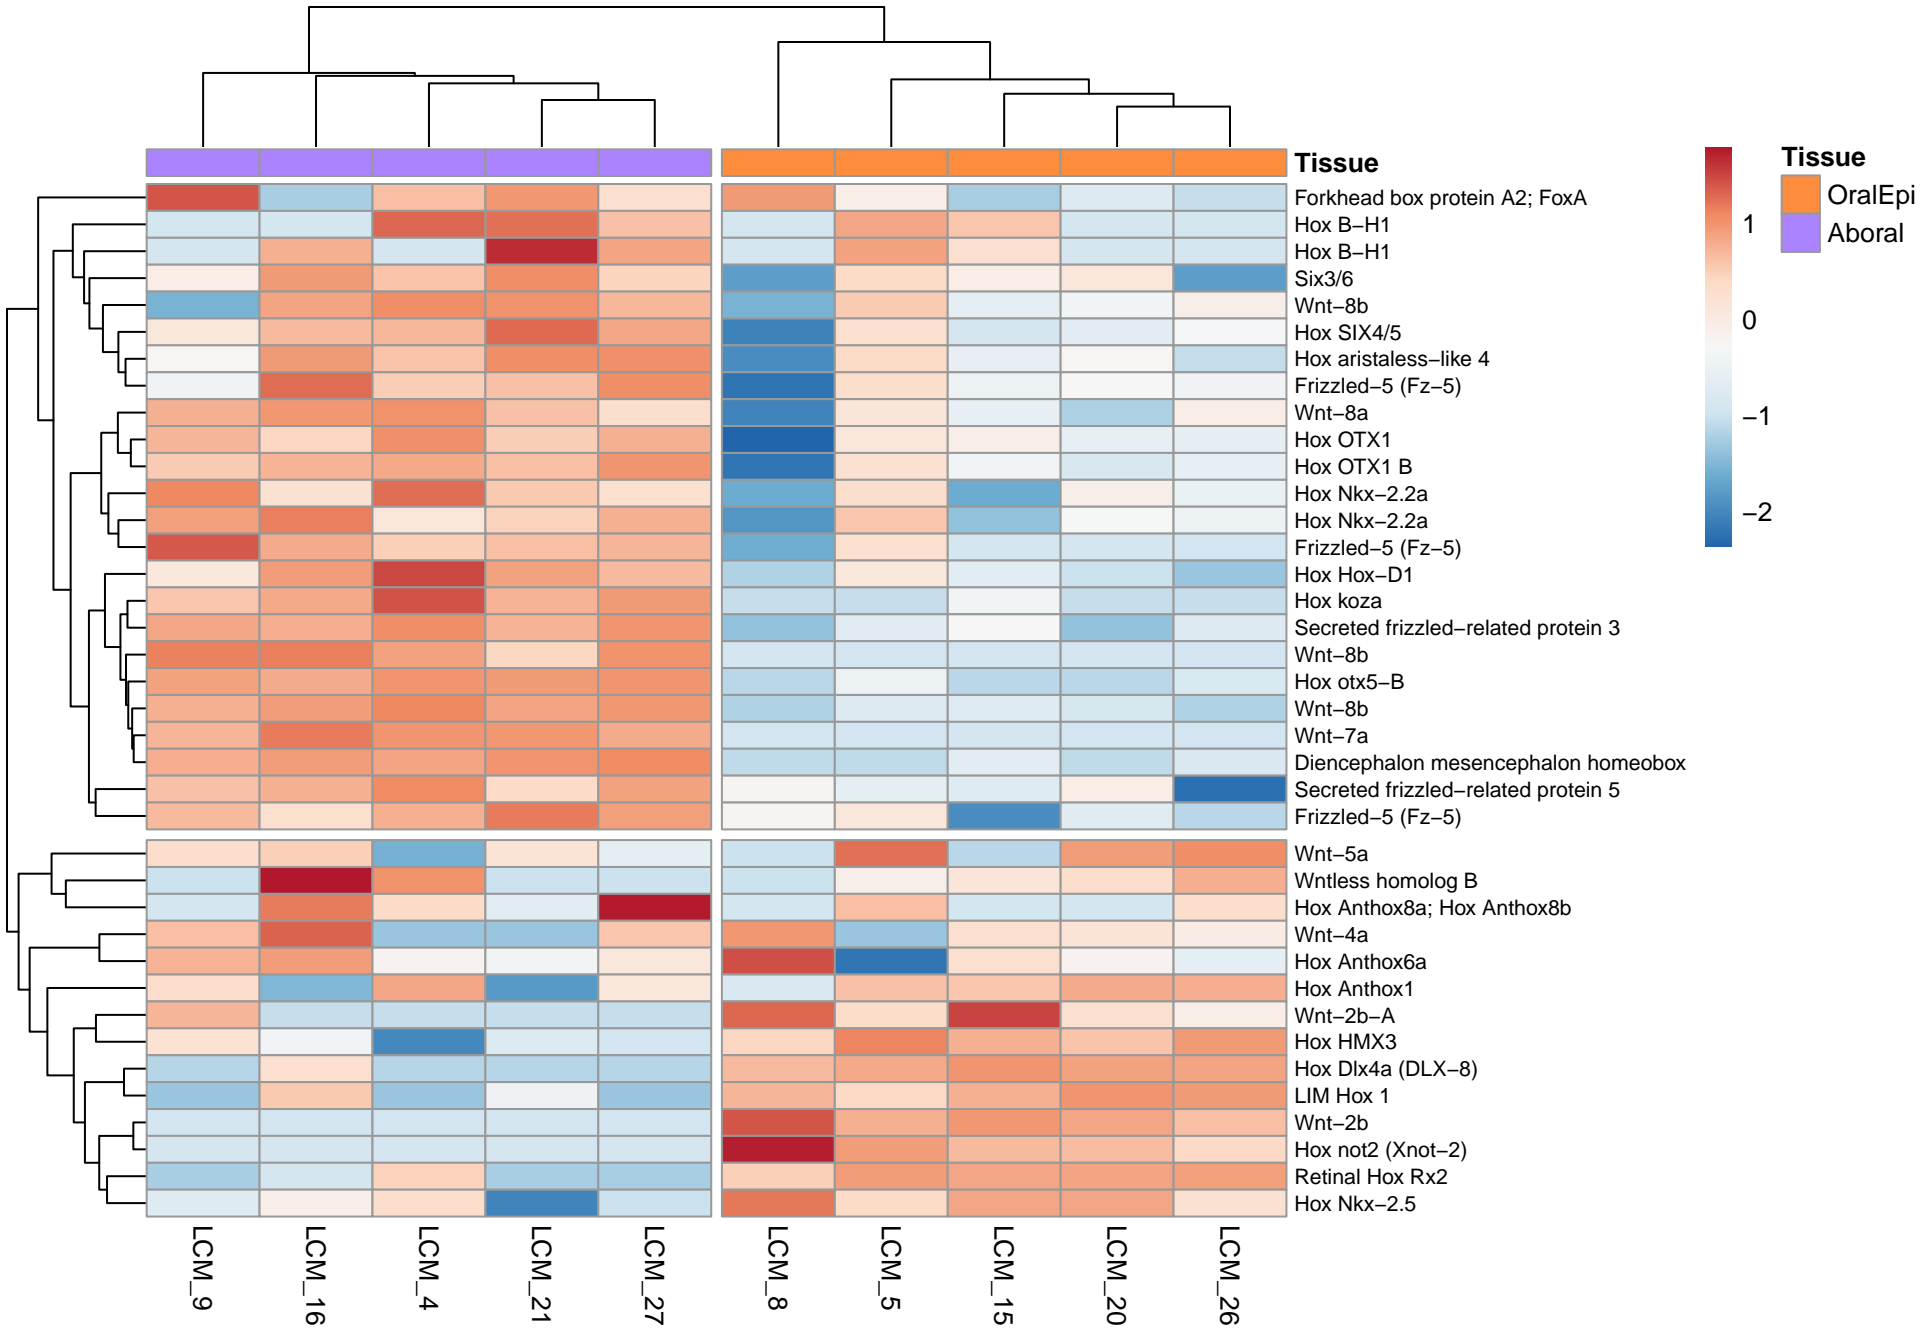 Tissue
Forkhead box protein A2; FoxA
Hox B−H1
Hox B−H1
Six3/6
Wnt−8b
Hox SIX4/5
Hox aristaless−like 4
Frizzled−5 (Fz−5)
Wnt−8a
Hox OTX1
Hox OTX1 B
Hox Nkx−2.2a
Hox Nkx−2.2a
Frizzled−5 (Fz−5)
Hox Hox−D1
Hox koza
Secreted frizzled−related protein 3
Wnt−8b
Hox otx5−B
Wnt−8b
Wnt−7a
Diencephalon mesencephalon homeobox
Secreted frizzled−related protein 5
Frizzled−5 (Fz−5)
Wnt−5a
Wntless homolog B
Hox Anthox8a; Hox Anthox8b
Wnt−4a
Hox Anthox6a
Hox Anthox1
Wnt−2b−A
Hox HMX3
Hox Dlx4a (DLX−8)
LIM Hox 1
Wnt−2b
Hox not2 (Xnot−2)
Retinal Hox Rx2
Hox Nkx−2.5
LCM_9
LCM_16
LCM_4
LCM_21
LCM_27
LCM_8
LCM_5
LCM_15
LCM_20
LCM_26
1
0
−1
−2
Tissue
OralEpi
Aboral